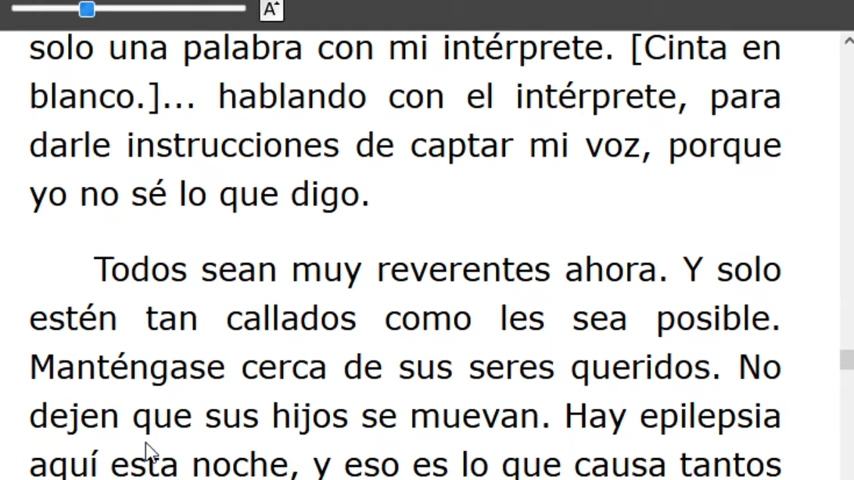 A
solo una palabra con mi intérprete. [Cinta en
blanco.]... hablando con el intérprete, para
darle instrucciones de captar mi voz, porque
yo no sé lo que digo.
Todos sean muy reverentes ahora. Y solo
estén tan callados como les sea posible.
Manténgase cerca de sus seres queridos. No
dejen que sus hijos se muevan. Hay epilepsia
aquí esta noche, y eso es lo que causa tantos